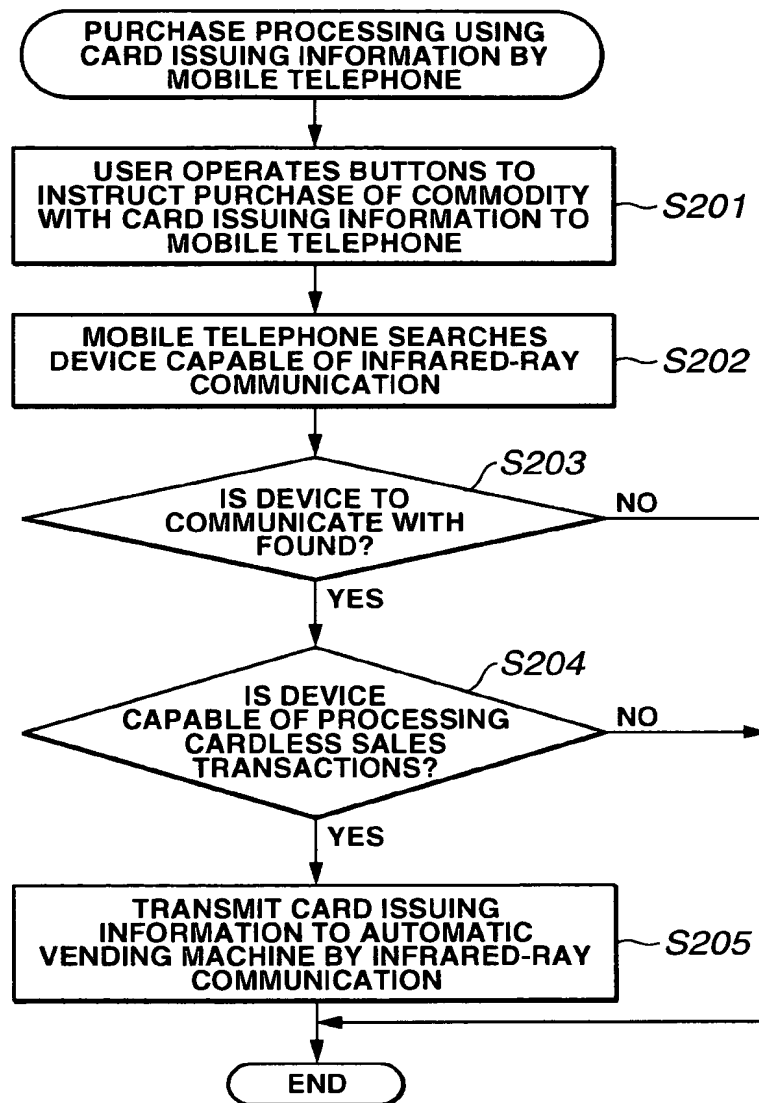 PURCHASE PROCESSING USING
CARD ISSUING INFORMATION BY
MOBILE TELEPHONE
USER OPERATES BUTTONS TO
INSTRUCT PURCHASE OF COMMODITY
WITH CARD ISSUING INFORMATION TO
MOBILE TELEPHONE
S201
MOBILE TELEPHONE SEARCHES
DEVICE CAPABLE OF INFRARED-RAY
COMMUNICATION
S202
S203
IS DEVICE TO
COMMUNICATE WITH
FOUND?
NO
YES
S204
IS DEVICE
CAPABLE OF PROCESSING
CARDLESS SALES
TRANSACTIONS?
NO
YES
TRANSMIT CARD ISSUING
INFORMATION TO AUTOMATIC
VENDING MACHINE BY INFRARED-RAY
COMMUNICATION
S205
END